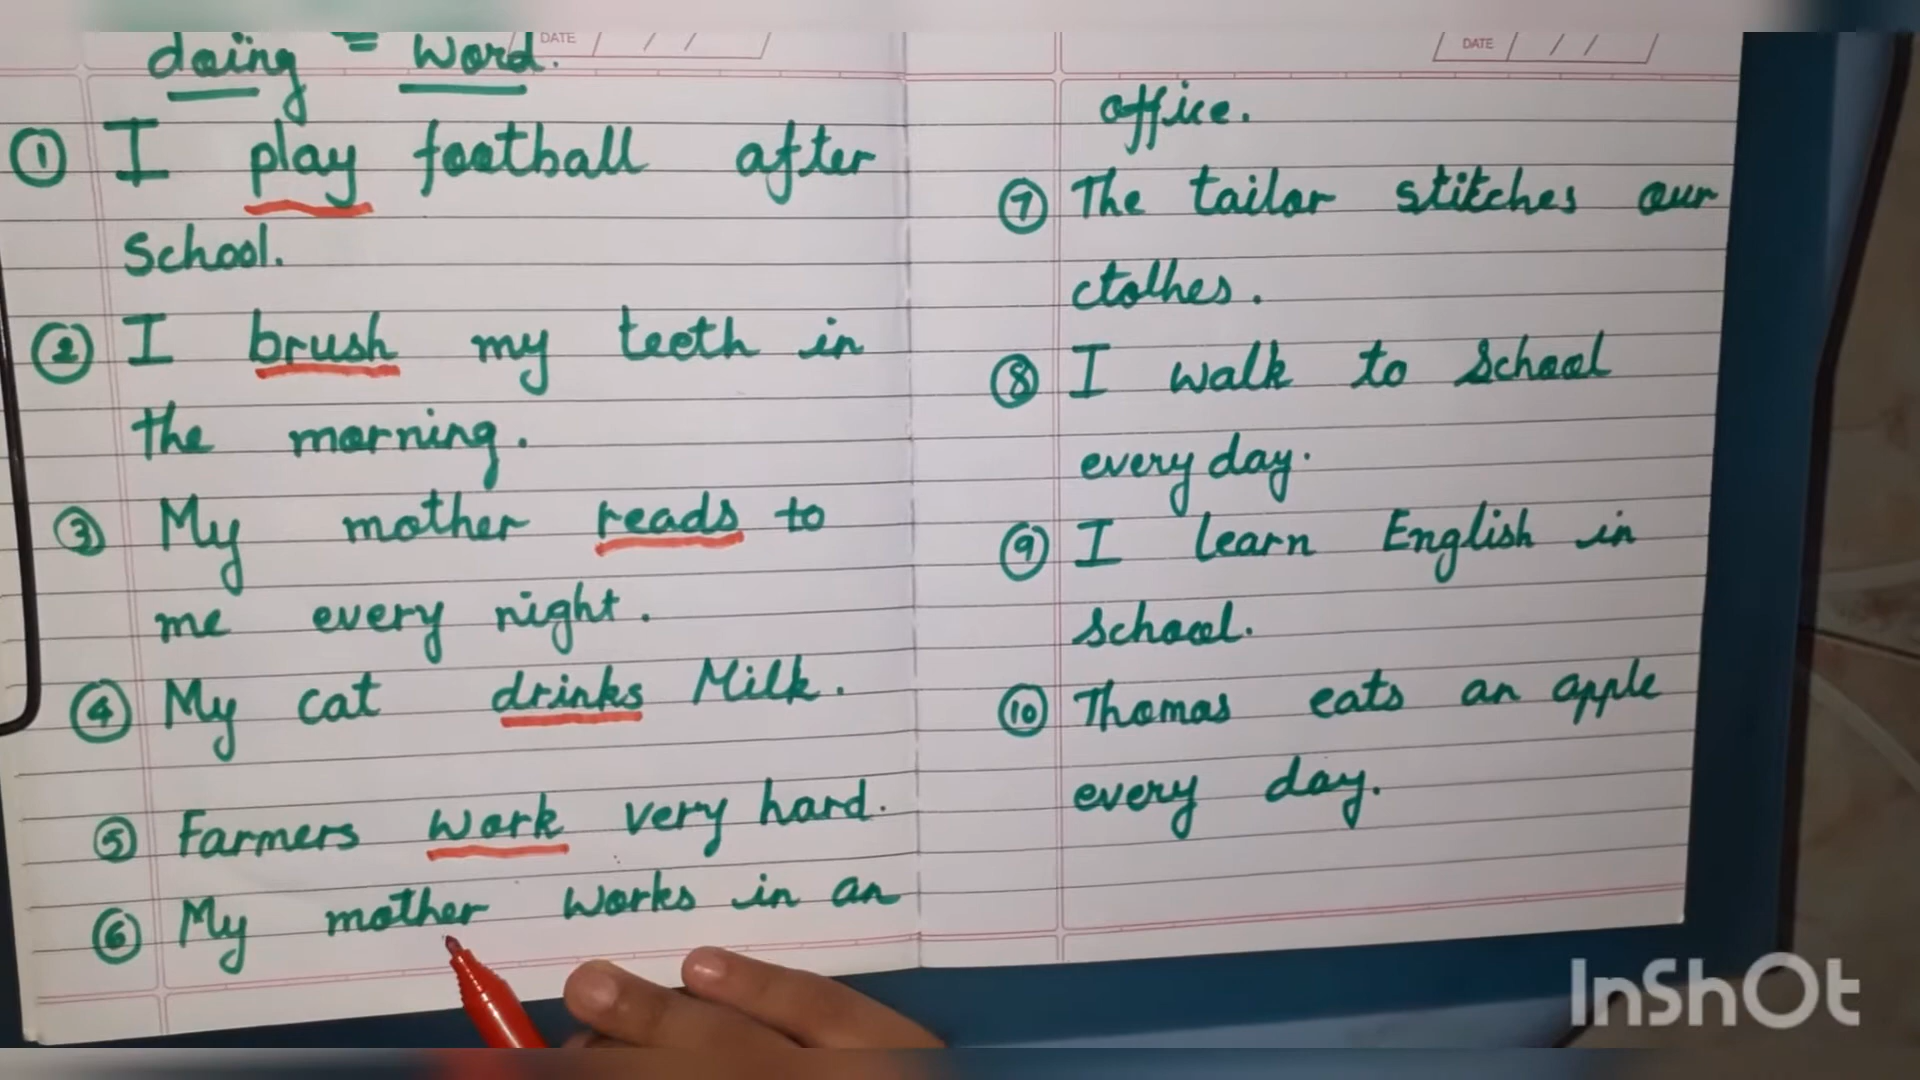 doing = word.
DATE / / /
① I play football after
School.
② I brush my teeth in
the morning.
③ My mother reads to
me every night.
④ My cat drinks Milk.
⑤ Farmers work very hard.
⑥ My mother works in an
DATE / / /
office.
⑦ The tailor stitches our
ctolhes.
⑧ I walk to School
every day.
⑨ I learn English in
school.
⑩ Thomas eats an apple
every day.
InShOt